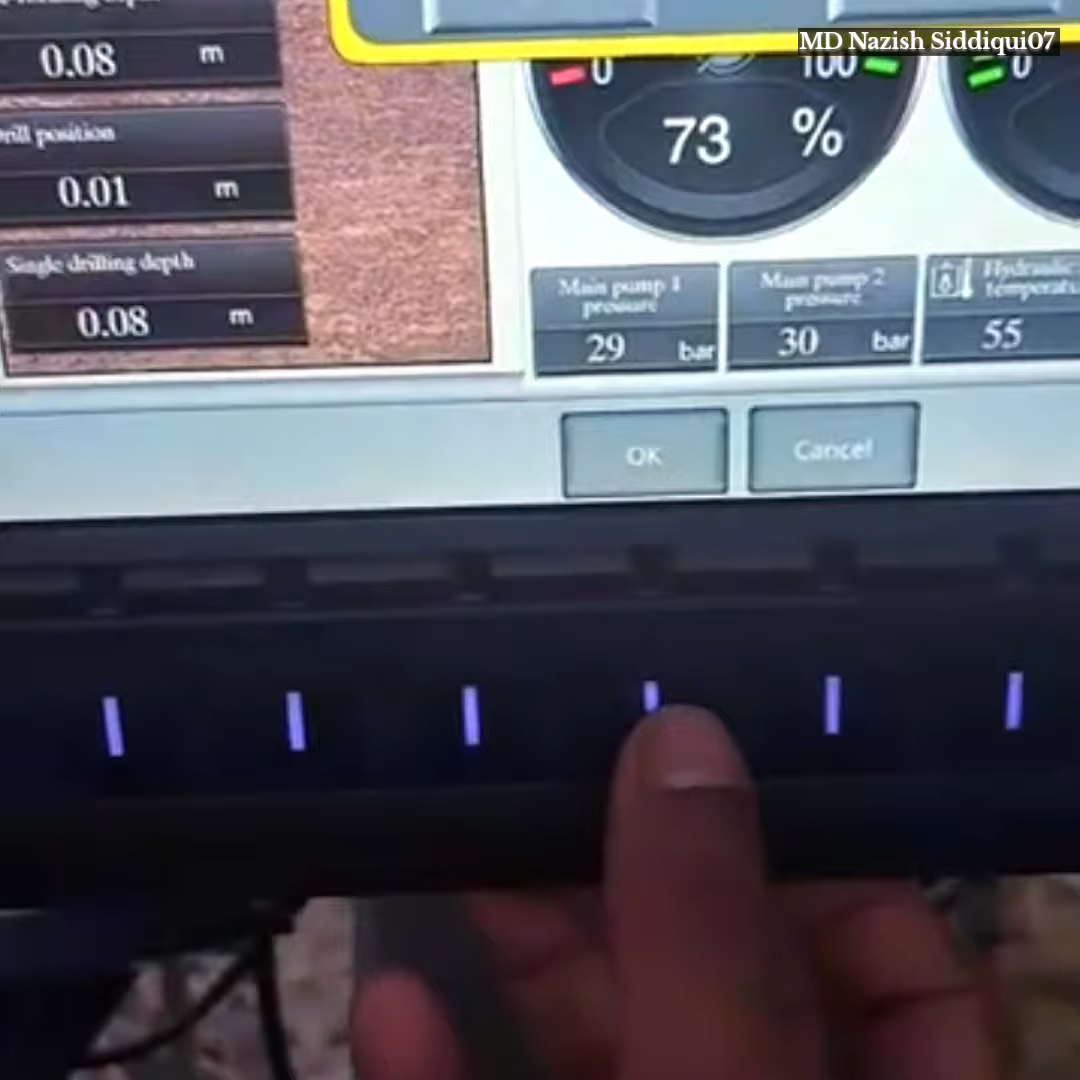 MD Nazish Siddiqui07
0.08 m
0 100
0
73 %
rill position
0.01 m
Single drilling depth
0.08 m
Main pump 1
pressure
29 bar
Main pump 2
pressure
30 bar
Hydraulic
temperatu
55
OK
Cancel